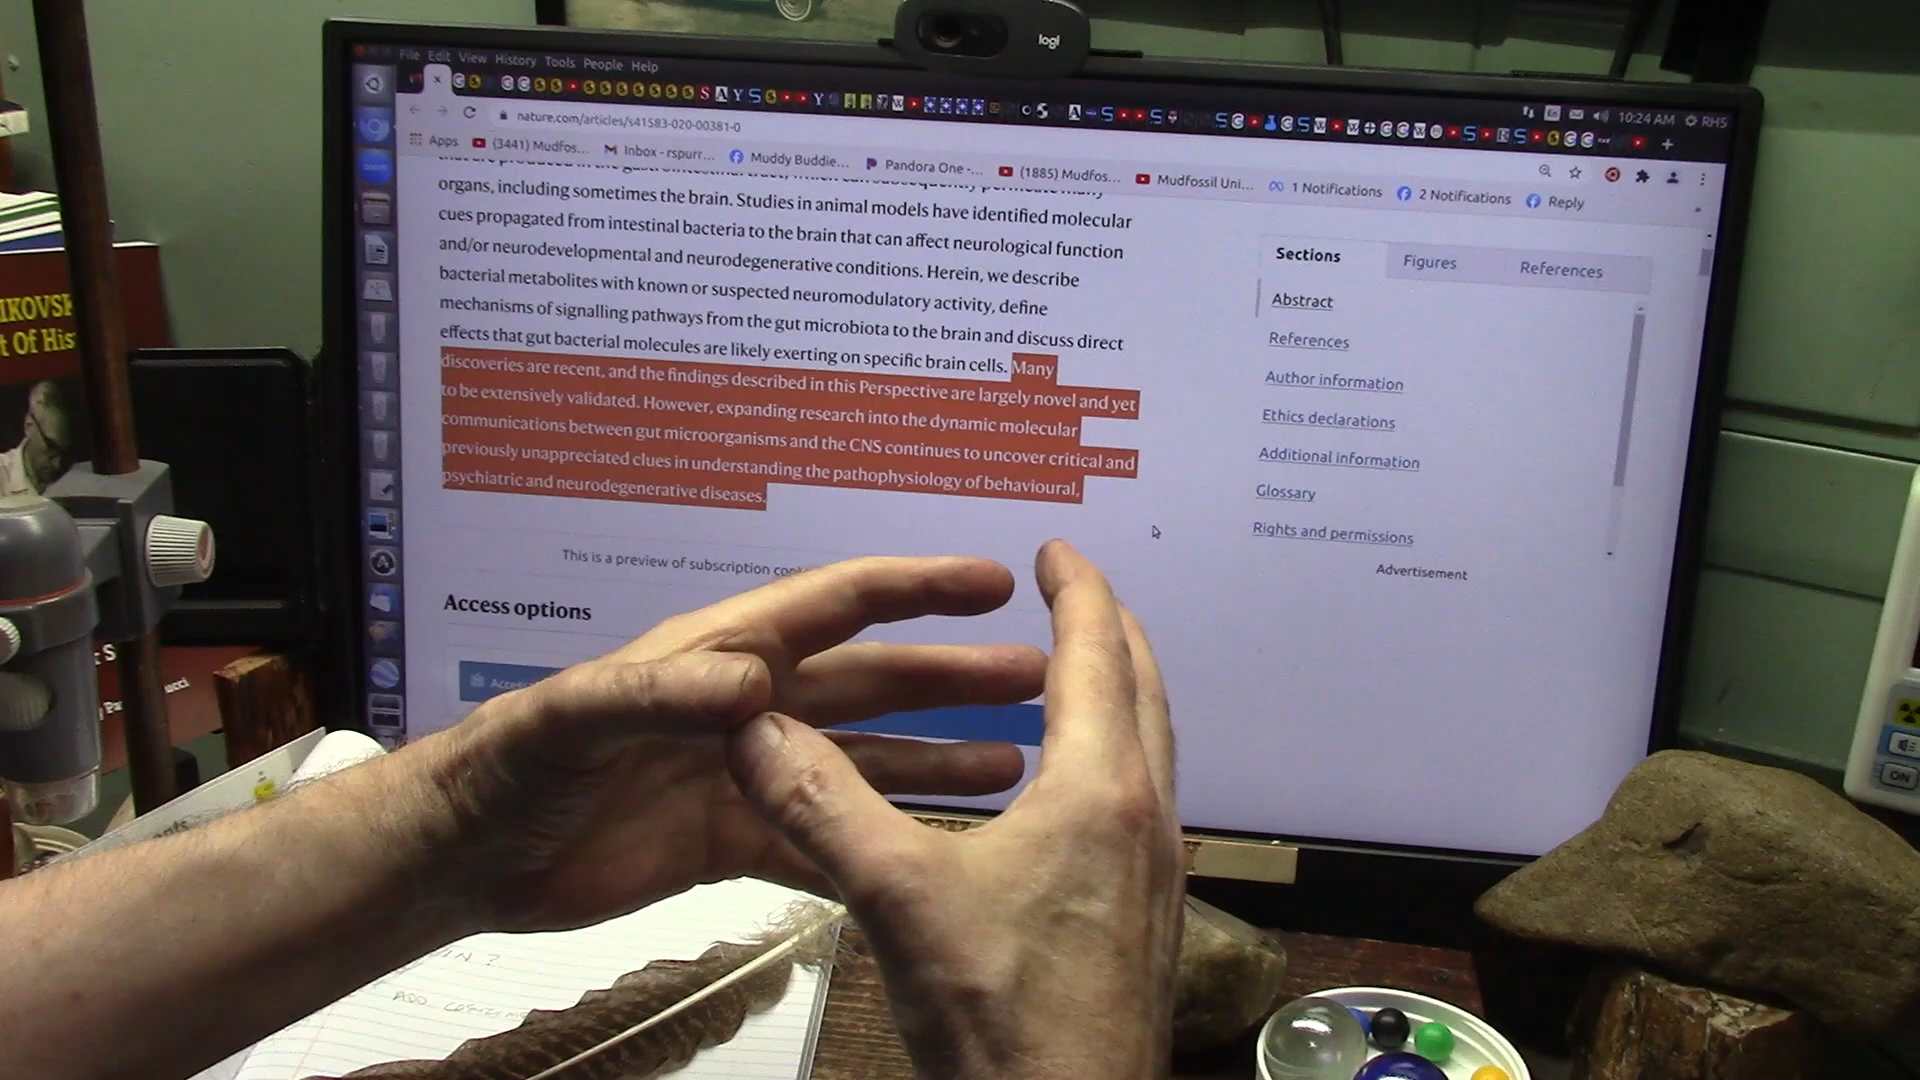 logi
File Edit View History Tools People Help
10:24 AM RHS
nature.com/articles/s41583-020-00381-0
Apps (3441) Mudfos... Inbox - rspurr... Muddy Buddie... Pandora One -... (1885) Mudfos... Mudfossil Uni... 1 Notifications 2 Notifications Reply
organs, including sometimes the brain. Studies in animal models have identified molecular
cues propagated from intestinal bacteria to the brain that can affect neurological function
and/or neurodevelopmental and neurodegenerative conditions. Herein, we describe
bacterial metabolites with known or suspected neuromodulatory activity, define
mechanisms of signalling pathways from the gut microbiota to the brain and discuss direct
effects that gut bacterial molecules are likely exerting on specific brain cells. Many
discoveries are recent, and the findings described in this Perspective are largely novel and yet
to be extensively validated. However, expanding research into the dynamic molecular
communications between gut microorganisms and the CNS continues to uncover critical and
previously unappreciated clues in understanding the pathophysiology of behavioural,
psychiatric and neurodegenerative diseases.
This is a preview of subscription
Access options
Sections Figures References
Abstract
References
Author information
Ethics declarations
Additional information
Glossary
Rights and permissions
Advertisement
IKOVSK
t Of His
ucci
ON
ADD